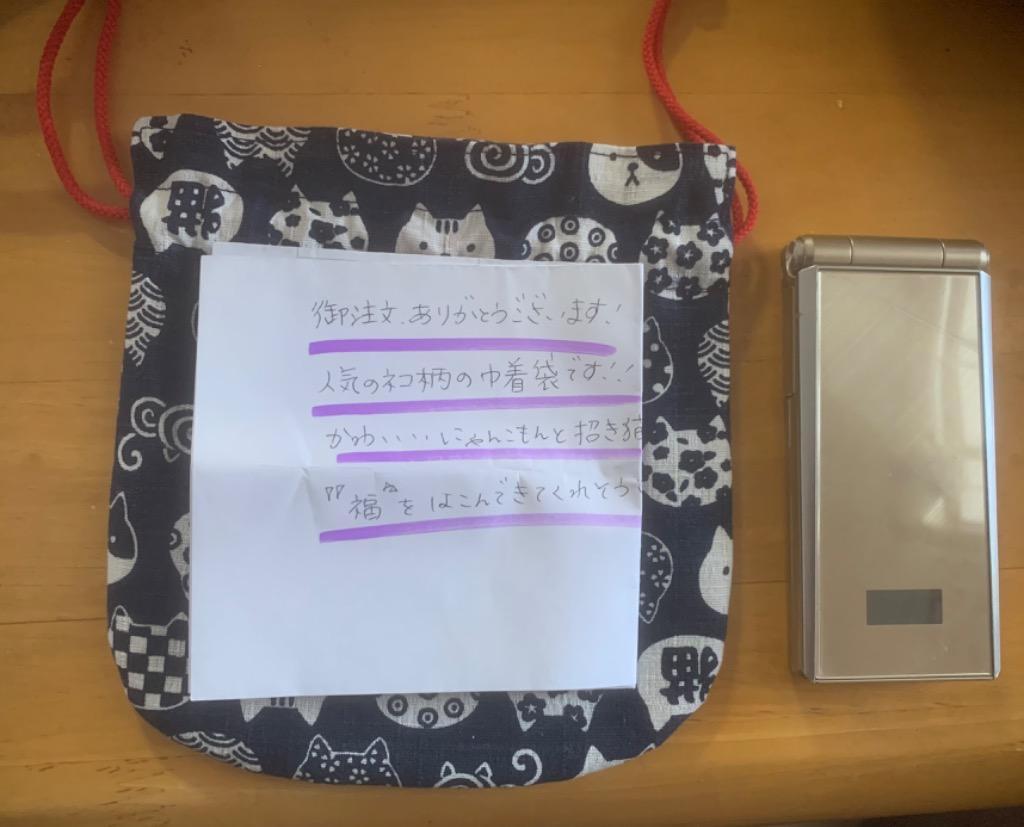 猫
御注文、ありがとうございます!
人気のネコ柄の巾着袋です!!
かわいいにゃんこもんと招き猫
〝福〟をはこんできてくれそう
猫